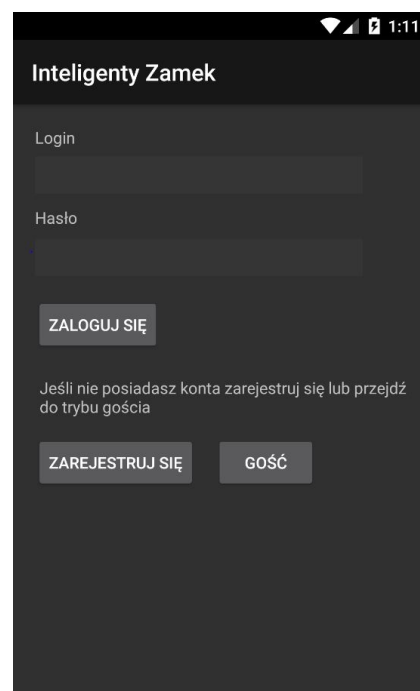 1:11
Inteligenty Zamek
Login
Hasło
ZALOGUJ SIĘ
Jeśli nie posiadasz konta zarejestruj się lub przejdź
do trybu gościa
ZAREJESTRUJ SIĘ GOŚĆ